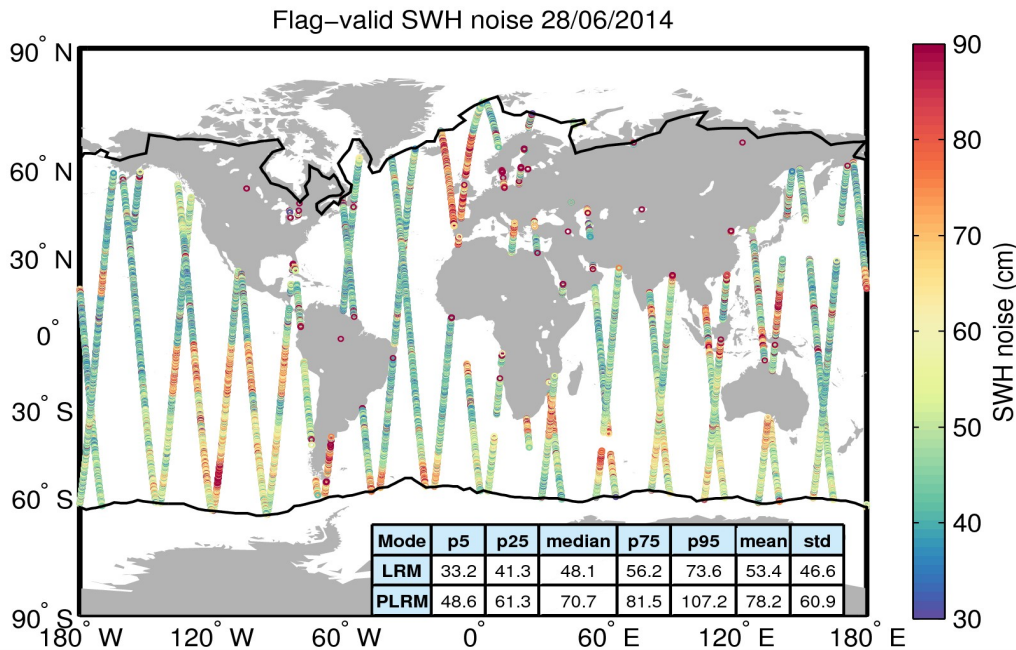 Flag−valid SWH noise 28/06/2014
90° N
60° N
30° N
0°
30° S
60° S
90° S
180° W
120° W
60° W
0°
60° E
120° E
180° E
Mode p5 p25 median p75 p95 mean std
LRM 33.2 41.3 48.1 56.2 73.6 53.4 46.6
PLRM 48.6 61.3 70.7 81.5 107.2 78.2 60.9
90
80
70
60
50
40
30
SWH noise (cm)